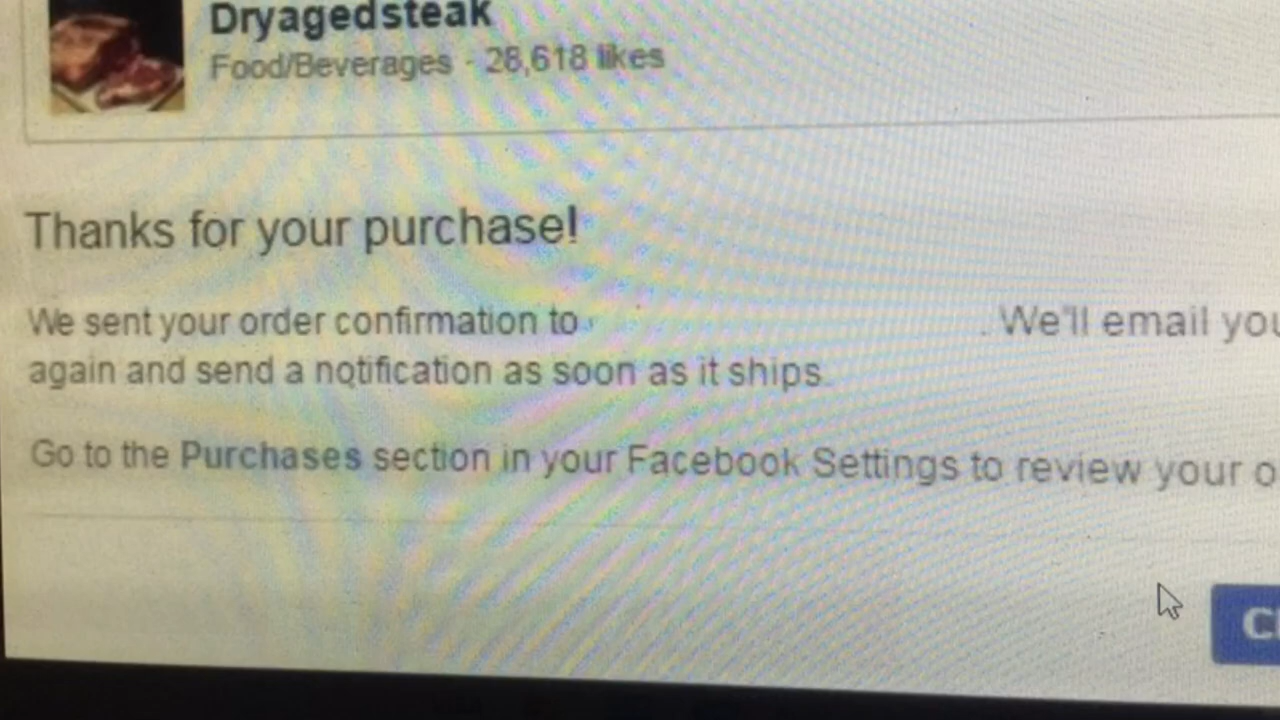 Dryagedsteak
Food/Beverages · 28,618 likes
Thanks for your purchase!
We sent your order confirmation to . We'll email you
again and send a notification as soon as it ships.
Go to the Purchases section in your Facebook Settings to review your o